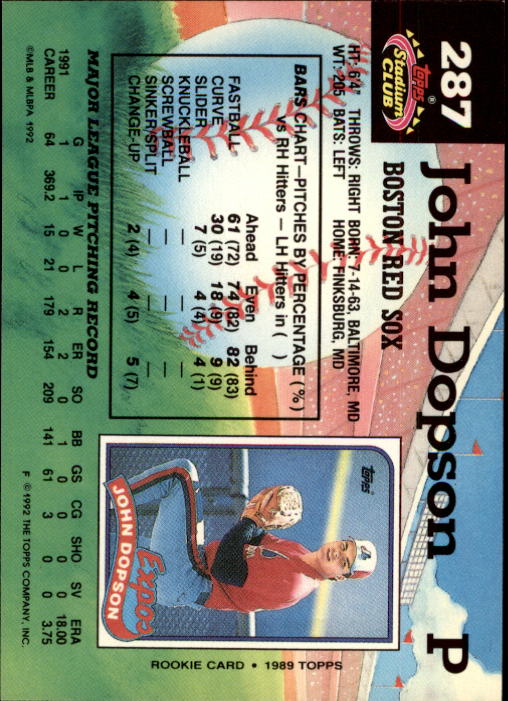 287
topps®
Stadium
CLUB
John Dopson P
BOSTON RED SOX
HT: 6'4" THROWS: RIGHT BORN: 7-14-63, BALTIMORE, MD
WT: 205 BATS: LEFT HOME: FINKSBURG, MD
BARS CHART—PITCHES BY PERCENTAGE (%)
vs RH Hitters — LH Hitters in ( )
Ahead Even Behind
FASTBALL 61 (72) 74 (82) 82 (83)
CURVE 30 (19) 18 (9) 9 (9)
SLIDER 7 (5) 4 (4) 4 (1)
KNUCKLEBALL — — —
SCREWBALL — — —
SINKER/SPLIT — — —
CHANGE-UP 2 (4) 4 (5) 5 (7)
topps
Expos
JOHN DOPSON
ROOKIE CARD • 1989 TOPPS
MAJOR LEAGUE PITCHING RECORD
G IP W L R ER SO BB GS CG SHO SV ERA
1991 1 1 0 0 2 2 0 1 0 0 0 0 18.00
CAREER 64 369.2 15 21 179 154 209 141 61 3 0 0 3.75
©MLB & MLBPA 1992
F ©1992 THE TOPPS COMPANY, INC.